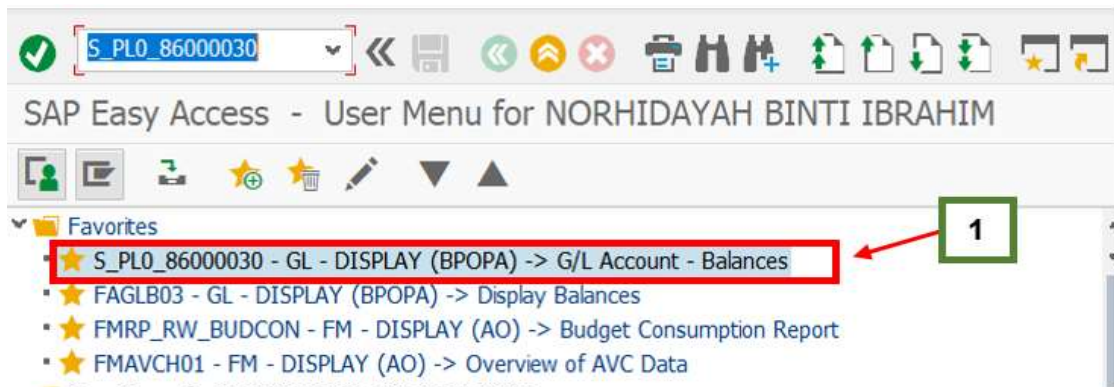 S_PL0_86000030
SAP Easy Access - User Menu for NORHIDAYAH BINTI IBRAHIM
Favorites
1
S_PL0_86000030 - GL - DISPLAY (BPOPA) -> G/L Account - Balances
FAGLB03 - GL - DISPLAY (BPOPA) -> Display Balances
FMRP_RW_BUDCON - FM - DISPLAY (AO) -> Budget Consumption Report
FMAVCH01 - FM - DISPLAY (AO) -> Overview of AVC Data